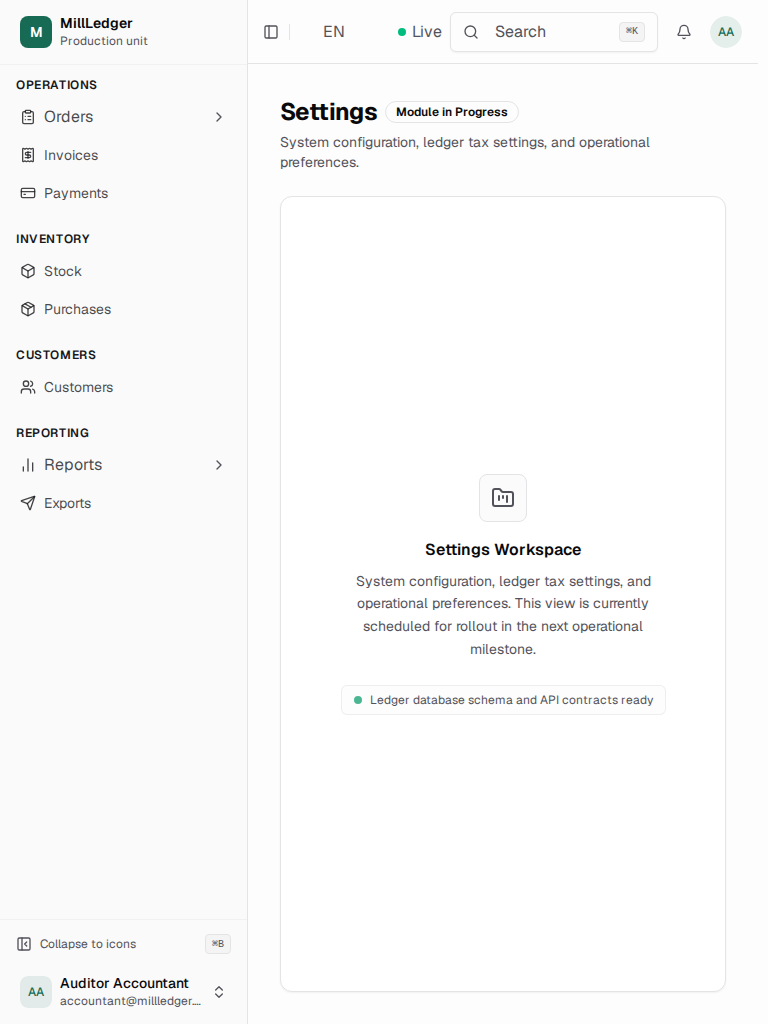 M
MillLedger
Production unit
OPERATIONS
Orders
Invoices
Payments
INVENTORY
Stock
Purchases
CUSTOMERS
Customers
REPORTING
Reports
Exports
Collapse to icons
⌘B
AA
Auditor Accountant
accountant@millledger....
EN
Live
Search
⌘K
AA
Settings
Module in Progress
System configuration, ledger tax settings, and operational
preferences.
Settings Workspace
System configuration, ledger tax settings, and
operational preferences. This view is currently
scheduled for rollout in the next operational
milestone.
Ledger database schema and API contracts ready